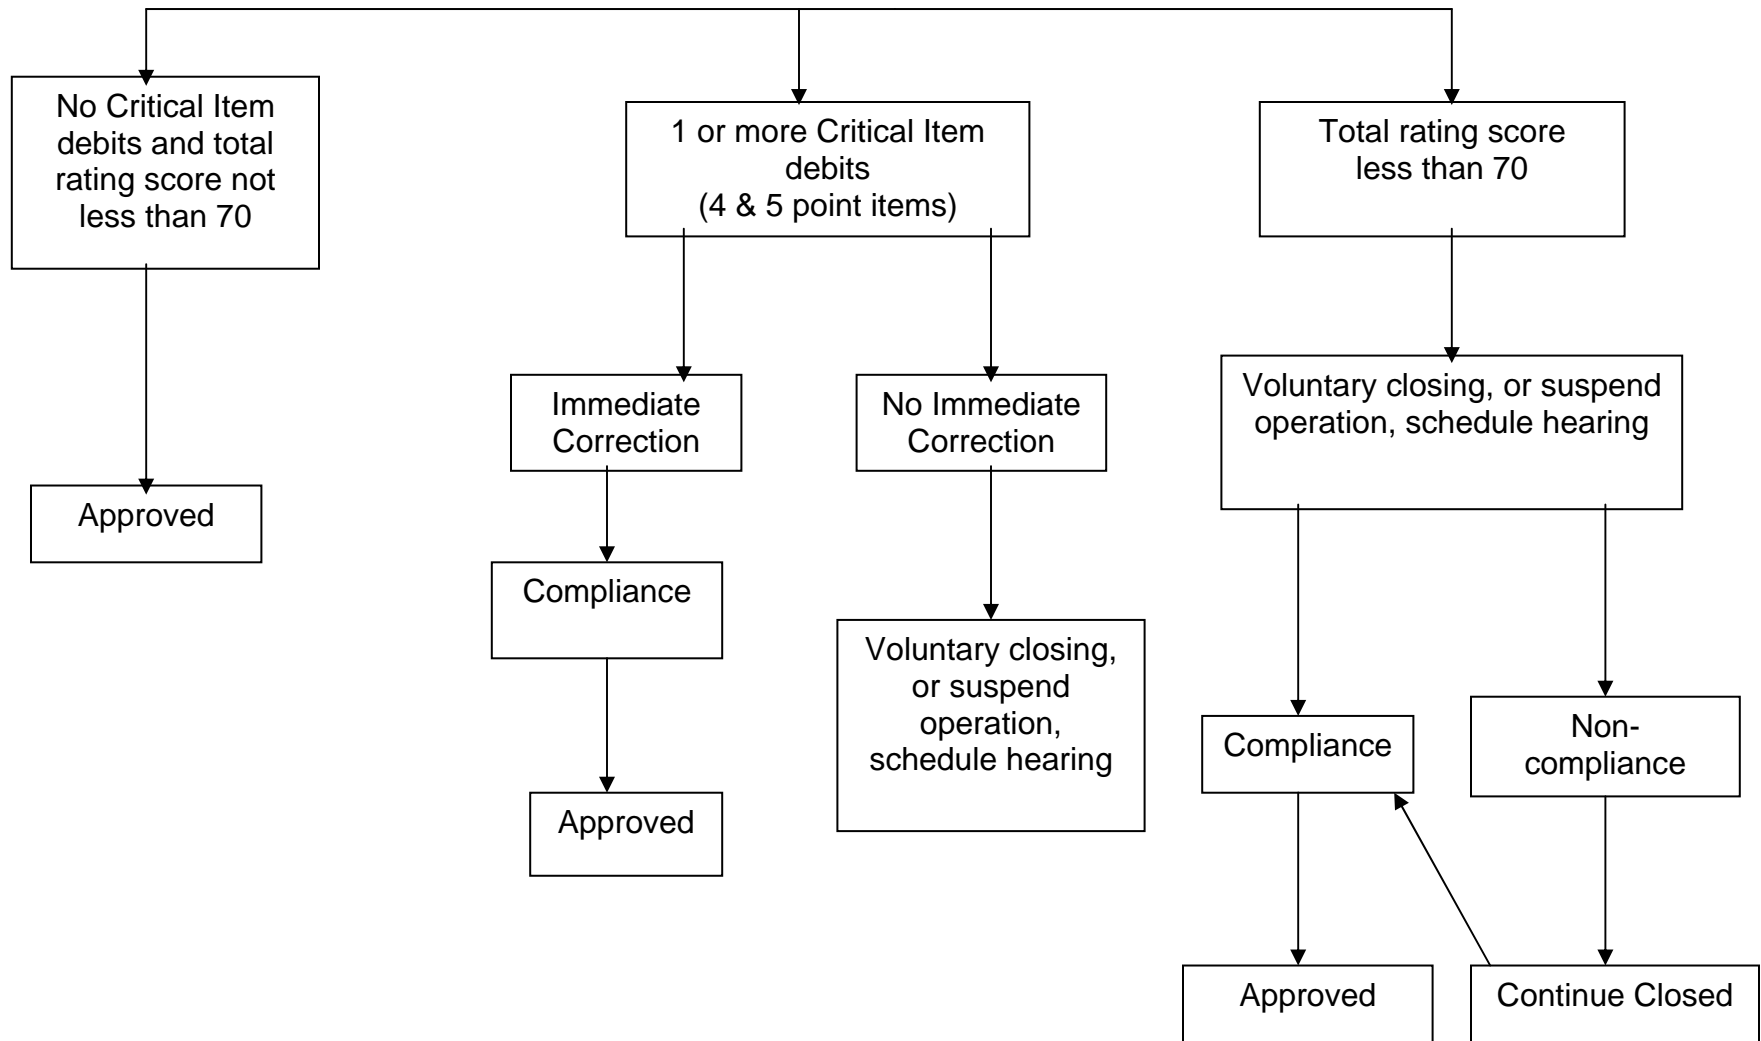 No Critical Item
debits and total
rating score not
less than 70
1 or more Critical Item
debits
(4 & 5 point items)
Total rating score
less than 70
Immediate
Correction
No Immediate
Correction
Voluntary closing, or suspend
operation, schedule hearing
Approved
Compliance
Voluntary closing,
or suspend
operation,
schedule hearing
Compliance
Non-
compliance
Approved
Approved
Continue Closed